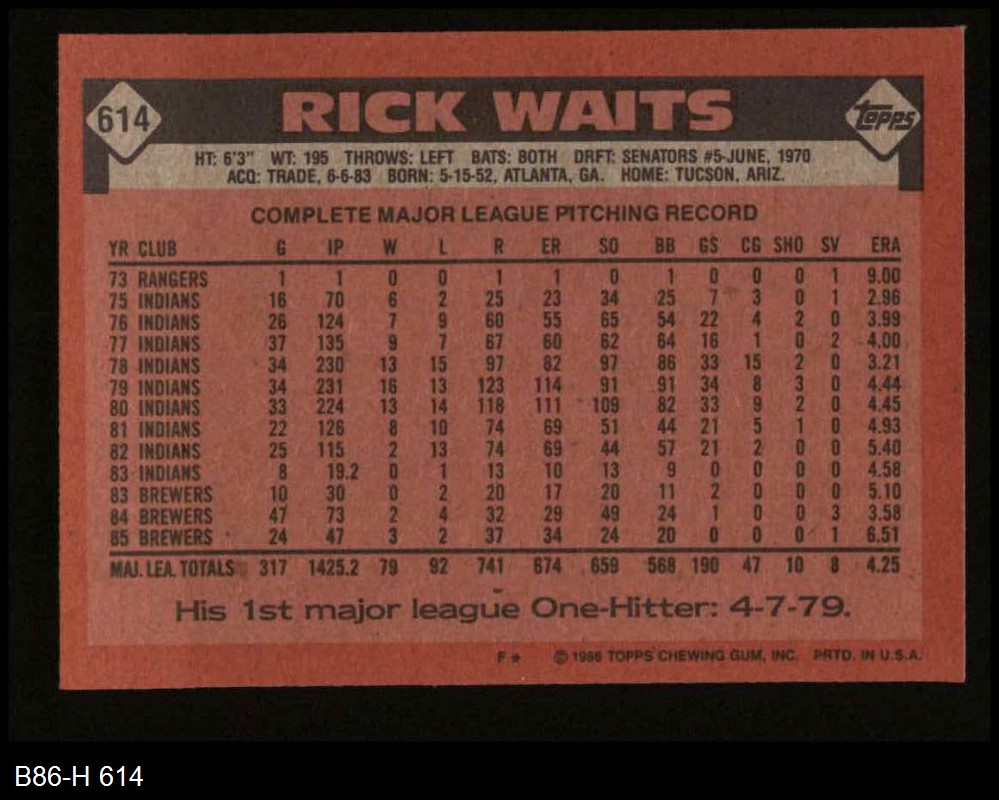 614
RICK WAITS
Topps
HT: 6'3" WT: 195 THROWS: LEFT BATS: BOTH DRFT: SENATORS #5-JUNE, 1970
ACQ: TRADE, 6-6-83 BORN: 5-15-52, ATLANTA, GA. HOME: TUCSON, ARIZ.
COMPLETE MAJOR LEAGUE PITCHING RECORD
YR CLUB G IP W L R ER SO BB GS CG SHO SV ERA
73 RANGERS 1 1 0 0 1 1 0 1 0 0 0 1 9.00
75 INDIANS 16 70 6 2 25 23 34 25 7 3 0 1 2.96
76 INDIANS 26 124 7 9 60 55 65 54 22 4 2 0 3.99
77 INDIANS 37 135 9 7 67 60 62 64 16 1 0 2 4.00
78 INDIANS 34 230 13 15 97 82 97 86 33 15 2 0 3.21
79 INDIANS 34 231 16 13 123 114 91 91 34 8 3 0 4.44
80 INDIANS 33 224 13 14 118 111 109 82 33 9 2 0 4.45
81 INDIANS 22 126 8 10 74 69 51 44 21 5 1 0 4.93
82 INDIANS 25 115 2 13 74 69 44 57 21 2 0 0 5.40
83 INDIANS 8 19.2 0 1 13 10 13 9 0 0 0 0 4.58
83 BREWERS 10 30 0 2 20 17 20 11 2 0 0 0 5.10
84 BREWERS 47 73 2 4 32 29 49 24 1 0 0 3 3.58
85 BREWERS 24 47 3 2 37 34 24 20 0 0 0 1 6.51
MAJ. LEA. TOTALS 317 1425.2 79 92 741 674 659 568 190 47 10 8 4.25
His 1st major league One-Hitter: 4-7-79.
F* © 1986 TOPPS CHEWING GUM, INC. PRTD. IN U.S.A.
B86-H 614